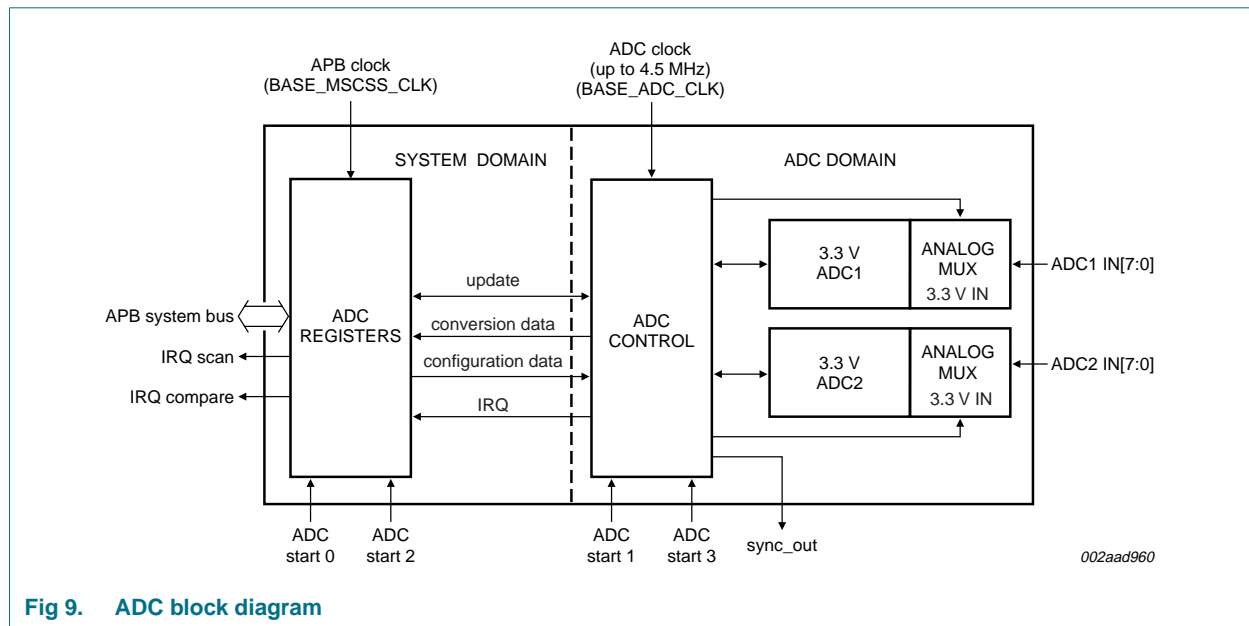 APB clock
(BASE_MSCSS_CLK)
ADC clock
(up to 4.5 MHz)
(BASE_ADC_CLK)
SYSTEM DOMAIN
ADC DOMAIN
APB system bus
IRQ scan
IRQ compare
ADC
REGISTERS
update
conversion data
configuration data
IRQ
ADC
CONTROL
3.3 V
ADC1
ANALOG
MUX
3.3 V IN
ADC1 IN[7:0]
3.3 V
ADC2
ANALOG
MUX
3.3 V IN
ADC2 IN[7:0]
ADC
start 0
ADC
start 2
ADC
start 1
ADC
start 3
sync_out
002aad960
Fig 9. ADC block diagram